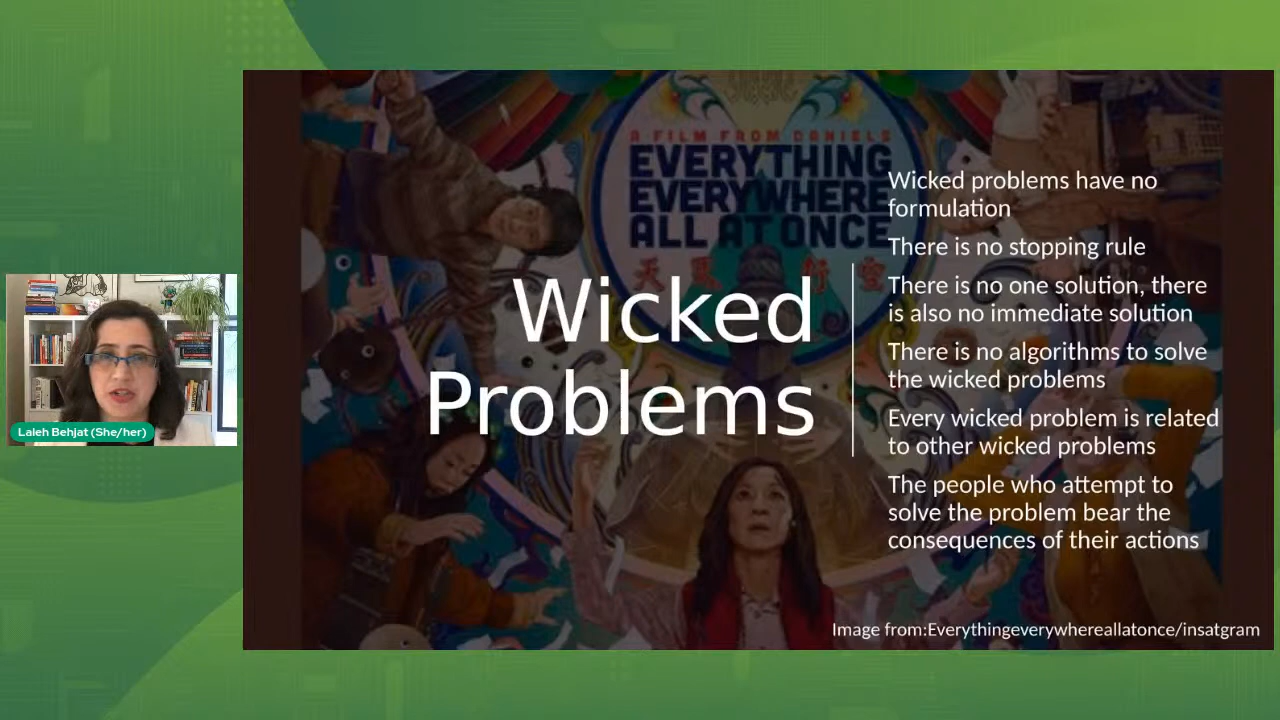 A FILM FROM DANIELS
EVERYTHING
EVERYWHERE
ALL AT ONCE
Wicked
Problems
Wicked problems have no
formulation
There is no stopping rule
There is no one solution, there
is also no immediate solution
There is no algorithms to solve
the wicked problems
Every wicked problem is related
to other wicked problems
The people who attempt to
solve the problem bear the
consequences of their actions
Image from:Everythingeverywhereallatonce/insatgram
Laleh Behjat (She/her)